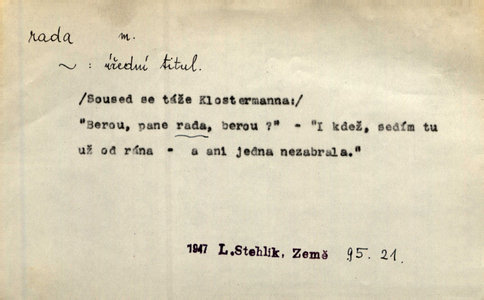 rada m.
~ : úřední titul.
/Soused se táže Klostermanna:/
"Berou, pane rada, berou ?" - "I kdež, sedím tu
už od rána - a ani jedna nezabrala."
1947 L.Stehlík, Země 95. 21.